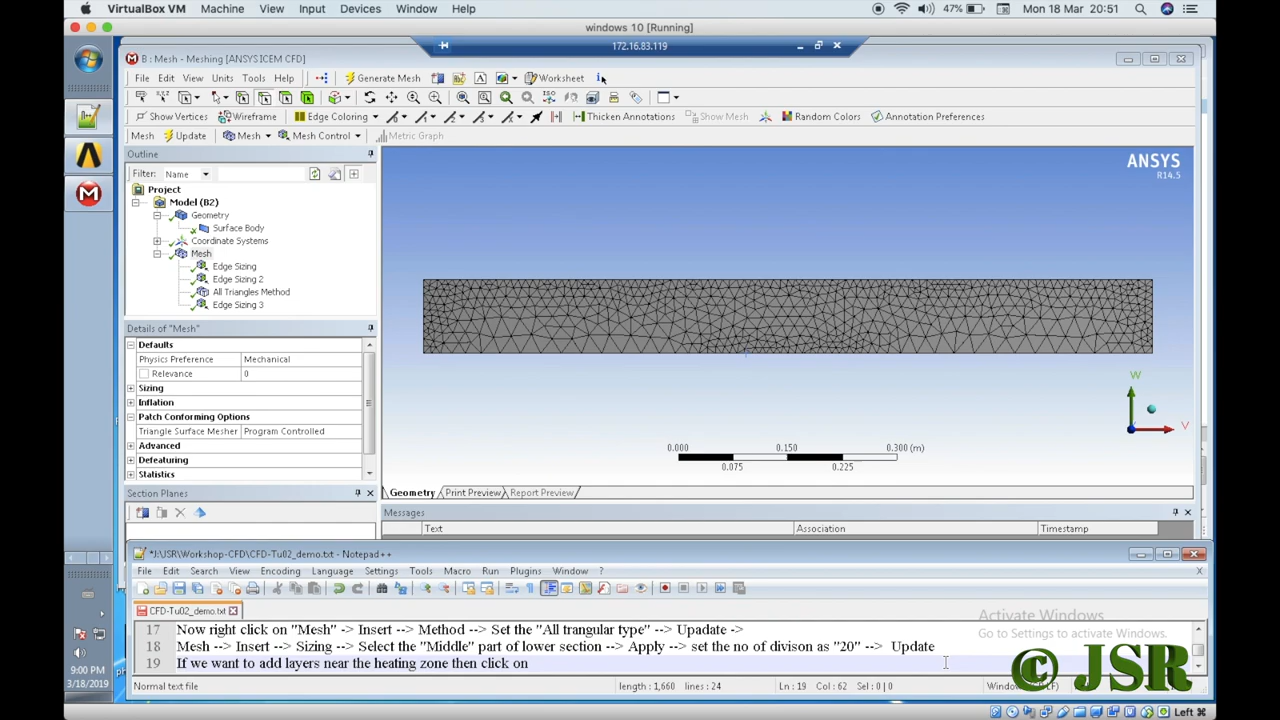 VirtualBox VM Machine View Input Devices Window Help 47% Mon 18 Mar 20:51
windows 10 [Running]
172.16.83.119
B : Mesh - Meshing [ANSYS ICEM CFD]
File Edit View Units Tools Help Generate Mesh Worksheet
Show Vertices Wireframe Edge Coloring Thicken Annotations Show Mesh Random Colors Annotation Preferences
Mesh Update Mesh Mesh Control Metric Graph
Outline
Filter: Name
Project
Model (B2)
Geometry
Surface Body
Coordinate Systems
Mesh
Edge Sizing
Edge Sizing 2
All Triangles Method
Edge Sizing 3
Details of "Mesh"
Defaults
Physics Preference Mechanical
Relevance 0
Sizing
Inflation
Patch Conforming Options
Triangle Surface Mesher Program Controlled
Advanced
Defeaturing
Statistics
Section Planes
ANSYS
R14.5
W
V
0.000 0.150 0.300 (m)
0.075 0.225
Geometry Print Preview Report Preview
Messages
Text Association Timestamp
*J:\JSR\Workshop-CFD\CFD-Tu02_demo.txt - Notepad++
File Edit Search View Encoding Language Settings Tools Macro Run Plugins Window ? X
CFD-Tu02_demo.txt
17 Now right click on "Mesh" -> Insert --> Method --> Set the "All trangular type" --> Upadate ->
18 Mesh --> Insert --> Sizing --> Select the "Middle" part of lower section --> Apply --> set the no of divison as "20" --> Update
19 If we want to add layers near the heating zone then click on
Activate Windows
Go to Settings to activate Windows.
© JSR
Normal text file length : 1,660 lines : 24 Ln : 19 Col : 62 Sel : 0 | 0
9:00 PM
3/18/2019
Left ⌘